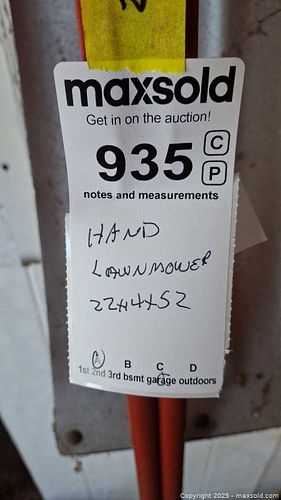 maxsold
Get in on the auction!
935 C
P
notes and measurements
HAND
LAWNMOWER
22x4x52
A B C D
1st 2nd 3rd bsmt garage outdoors
Copyright © 2025 - maxsold.com